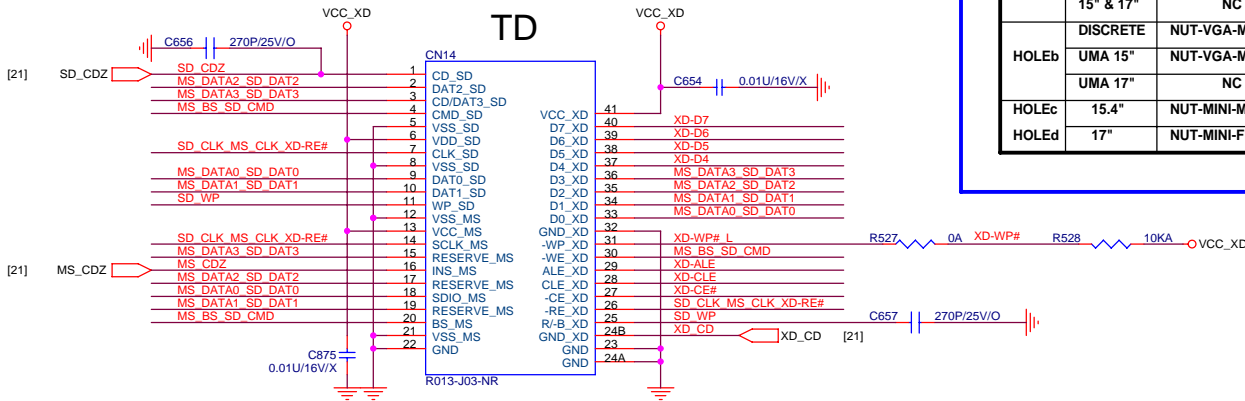 VCC_XD
TD
VCC_XD
C656
270P/25V/O
[21]
SD_CDZ
CN14
SD_CDZ 1 CD_SD
MS_DATA2_SD_DAT2 2 DAT2_SD
MS_DATA3_SD_DAT3 3 CD/DAT3_SD
MS_BS_SD_CMD 4 CMD_SD
5 VSS_SD
6 VDD_SD
SD_CLK_MS_CLK_XD-RE# 7 CLK_SD
8 VSS_SD
MS_DATA0_SD_DAT0 9 DAT0_SD
MS_DATA1_SD_DAT1 10 DAT1_SD
SD_WP 11 WP_SD
12 VSS_MS
13 VCC_MS
SD_CLK_MS_CLK_XD-RE# 14 SCLK_MS
MS_DATA3_SD_DAT3 15 RESERVE_MS
[21]
MS_CDZ
MS_CDZ 16 INS_MS
MS_DATA2_SD_DAT2 17 RESERVE_MS
MS_DATA0_SD_DAT0 18 SDIO_MS
MS_DATA1_SD_DAT1 19 RESERVE_MS
MS_BS_SD_CMD 20 BS_MS
21 VSS_MS
22 GND
C875
0.01U/16V/X
R013-J03-NR
C654
0.01U/16V/X
VCC_XD 41
D7_XD 40 XD-D7
D6_XD 39 XD-D6
D5_XD 38 XD-D5
D4_XD 37 XD-D4
D3_XD 36 MS_DATA3_SD_DAT3
D2_XD 35 MS_DATA2_SD_DAT2
D1_XD 34 MS_DATA1_SD_DAT1
D0_XD 33 MS_DATA0_SD_DAT0
GND_XD 32
-WP_XD 31 XD-WP#_L R527 0A XD-WP# R528 10KA VCC_XD
-WE_XD 30 MS_BS_SD_CMD
ALE_XD 29 XD-ALE
CLE_XD 28 XD-CLE
-CE_XD 27 XD-CE#
-RE_XD 26 SD_CLK_MS_CLK_XD-RE#
R/-B_XD 25 SD_WP C657 270P/25V/O
GND_XD 24B XD_CD XD_CD [21]
GND 23
GND 24A
15" & 17" NC
DISCRETE NUT-VGA-M
HOLEb UMA 15" NUT-VGA-M
UMA 17" NC
HOLEc 15.4" NUT-MINI-M
HOLEd 17" NUT-MINI-F